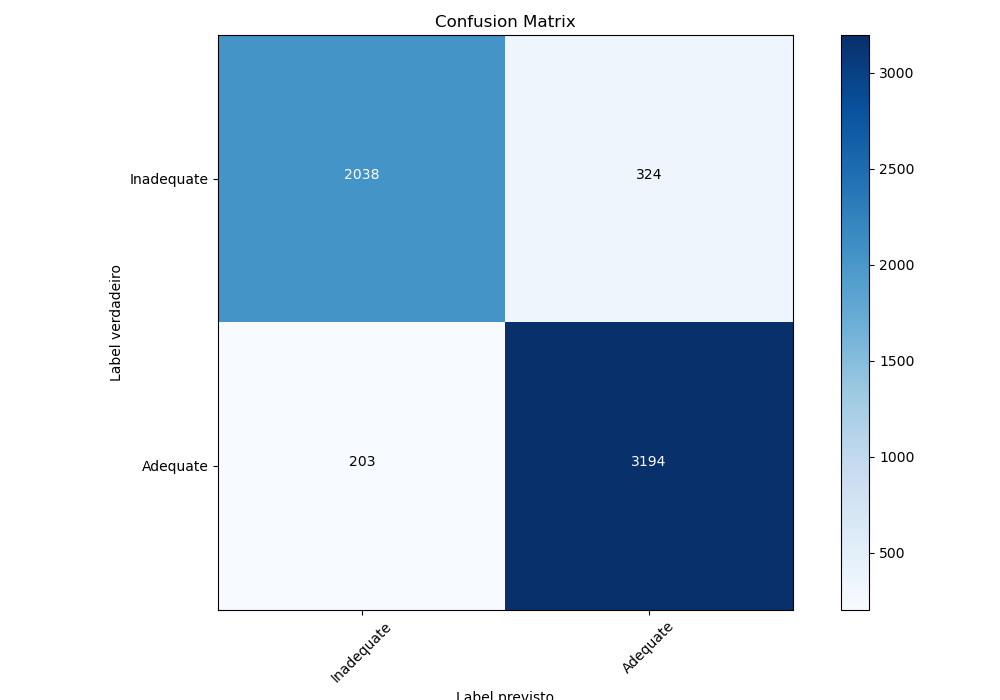 Confusion Matrix
Inadequate
2038
324
Adequate
203
3194
Label verdadeiro
Inadequate
Adequate
Label previsto
3000
2500
2000
1500
1000
500